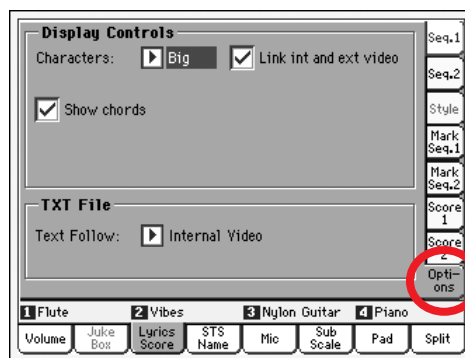 Display Controls
Characters: Big Link int and ext video
Show chords
TXT File
Text Follow: Internal Video
Seq.1
Seq.2
Style
Mark
Seq.1
Mark
Seq.2
Score
1
Score
2
Opti-
ons
1 Flute 2 Vibes 3 Nylon Guitar 4 Piano
Volume
Juke
Box
Lyrics
Score
STS
Name
Mic
Sub
Scale
Pad
Split